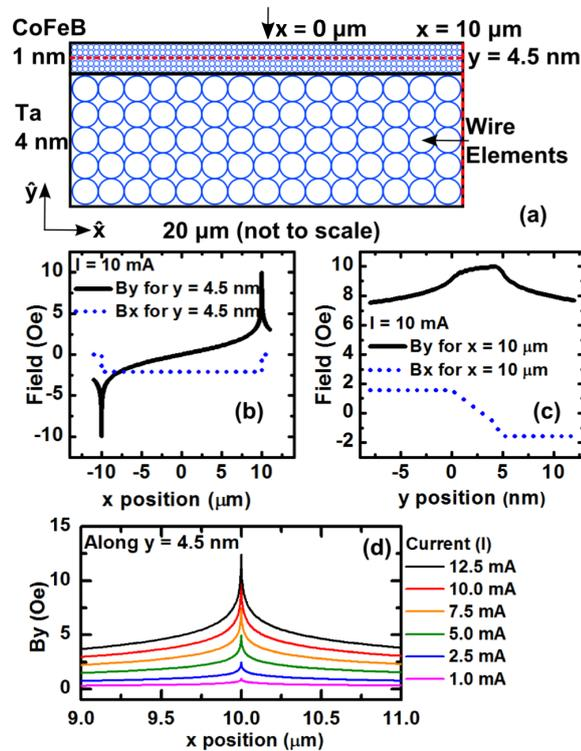 CoFeB
1 nm
x = 0 µm
x = 10 µm
y = 4.5 nm
Ta
4 nm
Wire
Elements
ŷ
x̂
20 µm (not to scale)
(a)
I = 10 mA
By for y = 4.5 nm
Bx for y = 4.5 nm
Field (Oe)
10
5
0
-5
-10
(b)
-10 -5 0 5 10
x position (µm)
I = 10 mA
By for x = 10 µm
Bx for x = 10 µm
Field (Oe)
10
8
6
4
2
0
-2
(c)
-5 0 5 10
y position (nm)
Along y = 4.5 nm
(d)
By (Oe)
15
10
5
0
9.0 9.5 10.0 10.5 11.0
x position (µm)
Current (I)
12.5 mA
10.0 mA
7.5 mA
5.0 mA
2.5 mA
1.0 mA